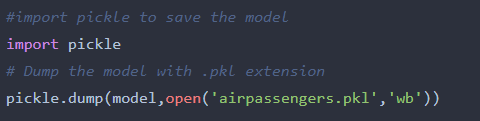 #import pickle to save the model
import pickle
# Dump the model with .pkl extension
pickle.dump(model,open('airpassengers.pkl','wb'))